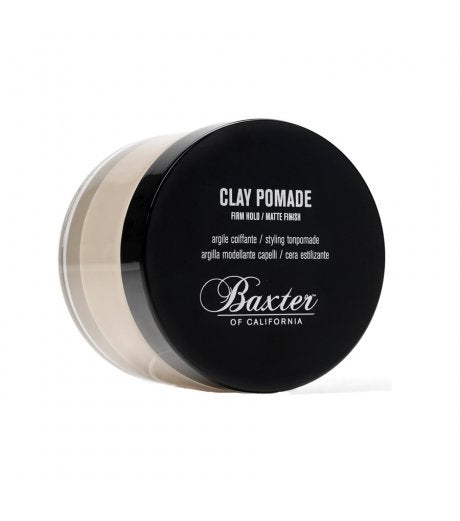 CLAY POMADE
FIRM HOLD / MATTE FINISH
argile coiffante / styling tonpomade
argilla modellante capelli / cera estilizante
Baxter
OF CALIFORNIA